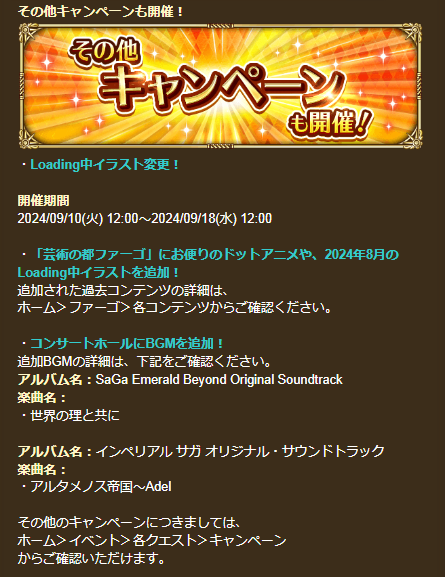 その他キャンペーンも開催！
その他
キャンペーン
も開催！
・Loading中イラスト変更！
開催期間
2024/09/10(火) 12:00～2024/09/18(水) 12:00
・「芸術の都ファーゴ」にお便りのドットアニメや、2024年8月の
Loading中イラストを追加！
追加された過去コンテンツの詳細は、
ホーム＞ファーゴ＞各コンテンツからご確認ください。
・コンサートホールにBGMを追加！
追加BGMの詳細は、下記をご確認ください。
アルバム名：SaGa Emerald Beyond Original Soundtrack
楽曲名：
・世界の理と共に
アルバム名：インペリアル サガ オリジナル・サウンドトラック
楽曲名：
・アルタメノス帝国～Adel
その他のキャンペーンにつきましては、
ホーム＞イベント＞各クエスト＞キャンペーン
からご確認いただけます。